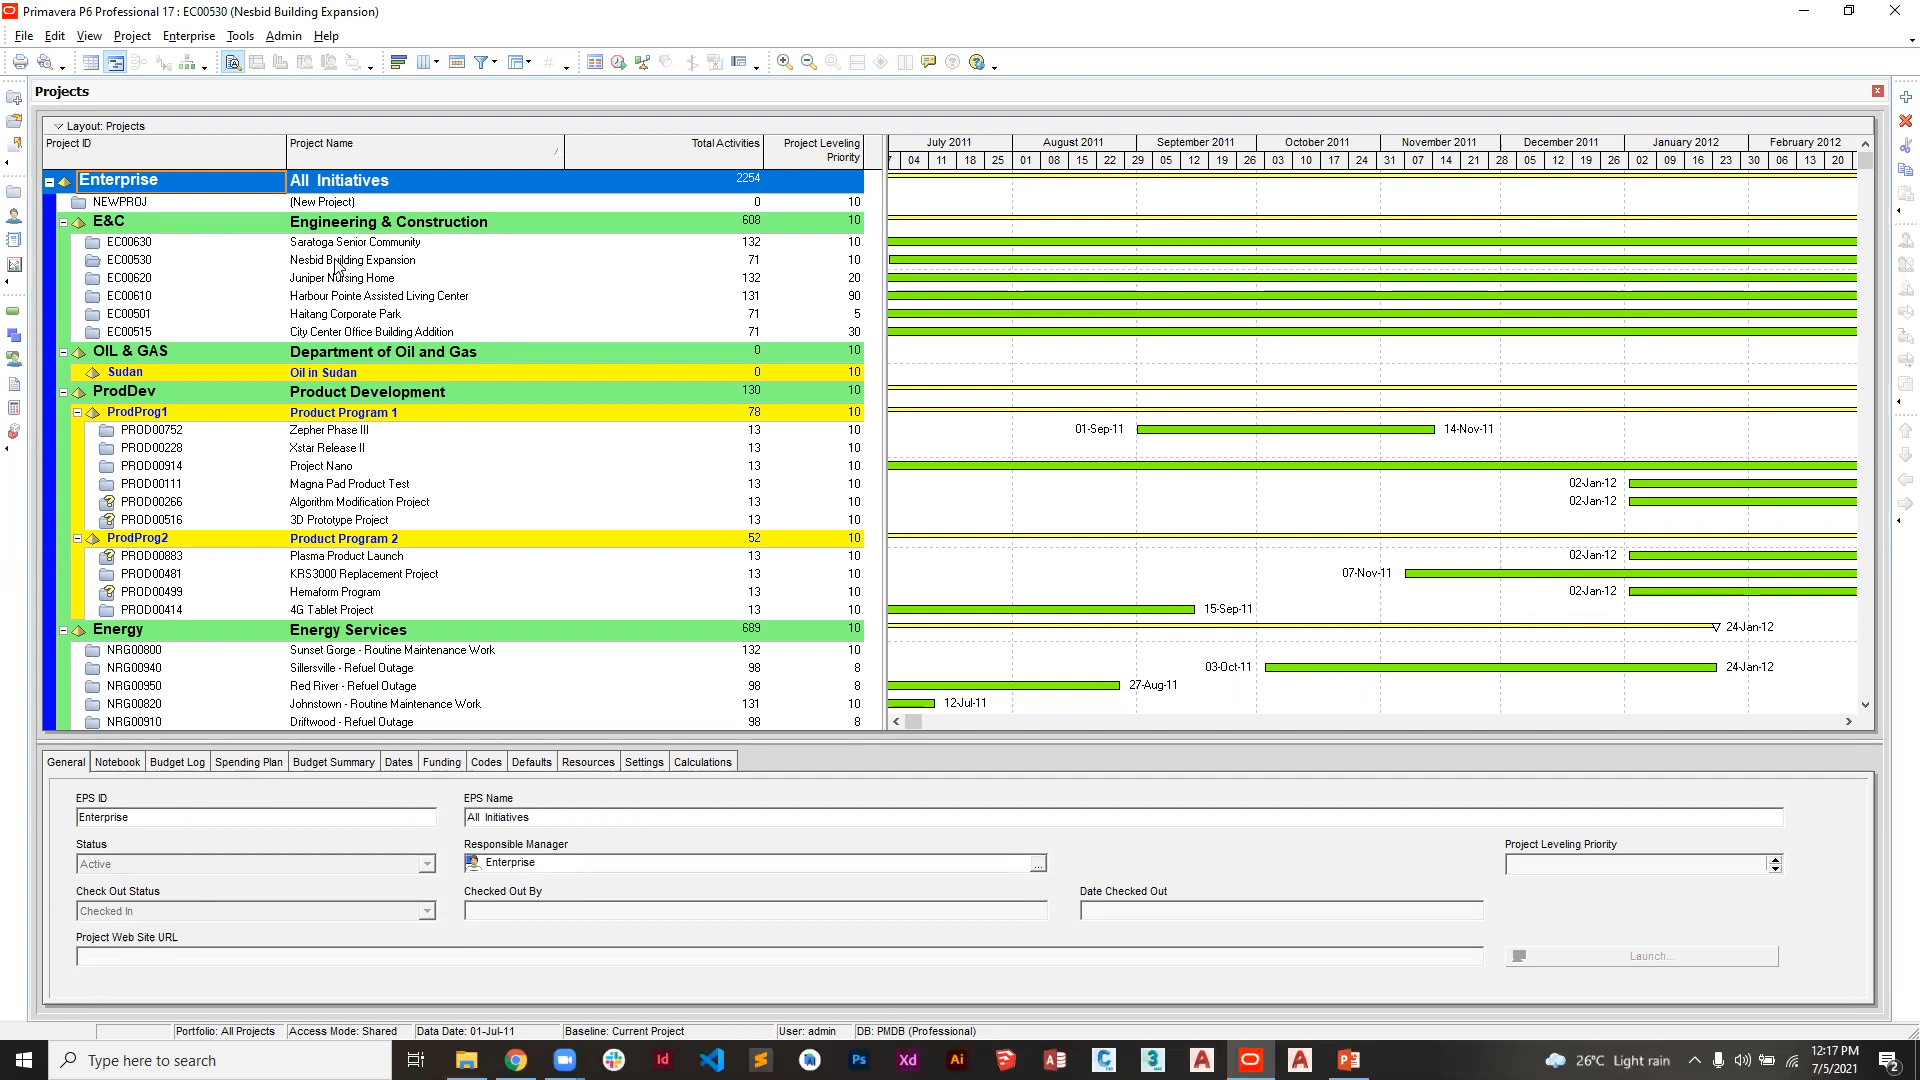 Primavera P6 Professional 17 : EC00530 (Nesbid Building Expansion)
File Edit View Project Enterprise Tools Admin Help
Projects
Layout: Projects
Project ID Project Name Total Activities Project Leveling Priority
July 2011 August 2011 September 2011 October 2011 November 2011 December 2011 January 2012 February 2012
04 11 18 25 01 08 15 22 29 05 12 19 26 03 10 17 24 31 07 14 21 28 05 12 19 26 02 09 16 23 30 06 13 20
Enterprise All Initiatives 2254
NEWPROJ (New Project) 0 10
E&C Engineering & Construction 608 10
EC00630 Saratoga Senior Community 132 10
EC00530 Nesbid Building Expansion 71 10
EC00620 Juniper Nursing Home 132 20
EC00610 Harbour Pointe Assisted Living Center 131 90
EC00501 Haitang Corporate Park 71 5
EC00515 City Center Office Building Addition 71 30
OIL & GAS Department of Oil and Gas 0 10
Sudan Oil in Sudan 0 10
ProdDev Product Development 130 10
ProdProg1 Product Program 1 78 10
PROD00752 Zepher Phase III 13 10 01-Sep-11 14-Nov-11
PROD00228 Xstar Release II 13 10
PROD00914 Project Nano 13 10
PROD00111 Magna Pad Product Test 13 10 02-Jan-12
PROD00266 Algorithm Modification Project 13 10 02-Jan-12
PROD00516 3D Prototype Project 13 10
ProdProg2 Product Program 2 52 10
PROD00883 Plasma Product Launch 13 10 02-Jan-12
PROD00481 KRS3000 Replacement Project 13 10 07-Nov-11
PROD00499 Hemaform Program 13 10 02-Jan-12
PROD00414 4G Tablet Project 13 10 15-Sep-11
Energy Energy Services 689 10 24-Jan-12
NRG00800 Sunset Gorge - Routine Maintenance Work 132 10
NRG00940 Sillersville - Refuel Outage 98 8 03-Oct-11 24-Jan-12
NRG00950 Red River - Refuel Outage 98 8 27-Aug-11
NRG00820 Johnstown - Routine Maintenance Work 131 10 12-Jul-11
NRG00910 Driftwood - Refuel Outage 98 8
General Notebook Budget Log Spending Plan Budget Summary Dates Funding Codes Defaults Resources Settings Calculations
EPS ID EPS Name
Enterprise All Initiatives
Status Responsible Manager Project Leveling Priority
Active Enterprise ...
Check Out Status Checked Out By Date Checked Out
Checked In
Project Web Site URL
Launch...
Portfolio: All Projects Access Mode: Shared Data Date: 01-Jul-11 Baseline: Current Project User: admin DB: PMDB (Professional)
Type here to search Id Ps Xd Ai 26°C Light rain 12:17 PM
7/5/2021 2